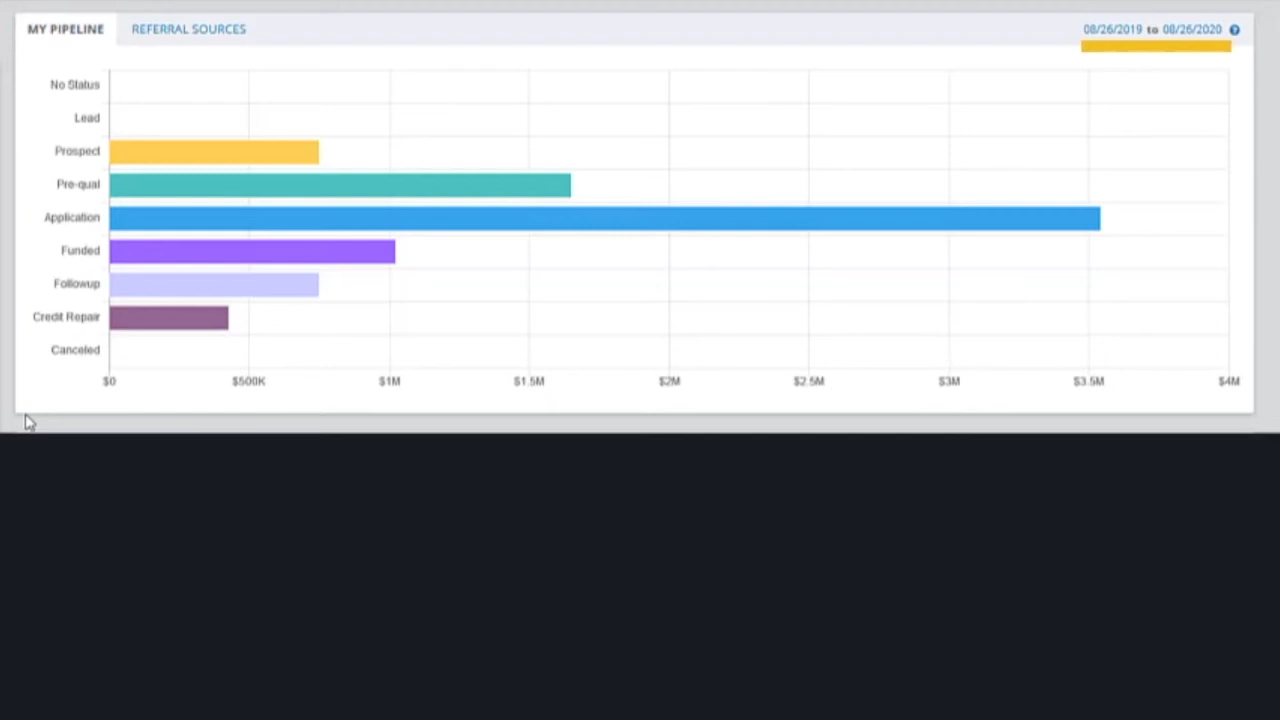 MY PIPELINE REFERRAL SOURCES 08/26/2019 to 08/26/2020 ?
No Status
Lead
Prospect
Pre-qual
Application
Funded
Followup
Credit Repair
Canceled
$0 $500K $1M $1.5M $2M $2.5M $3M $3.5M $4M